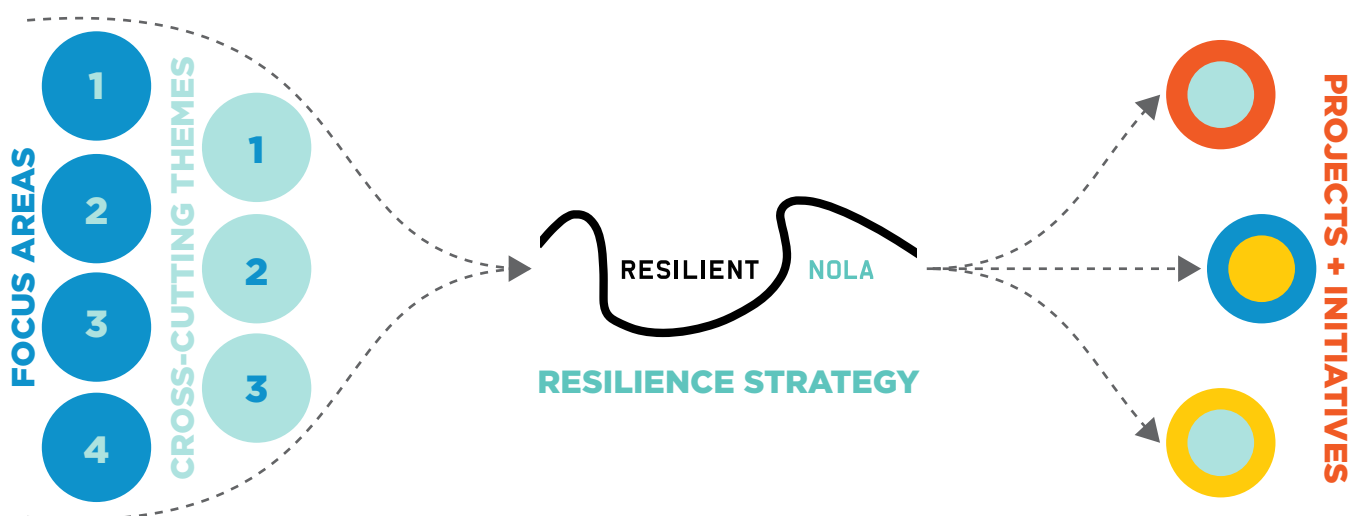 FOCUS AREAS
1
2
3
4
CROSS-CUTTING THEMES
1
2
3
RESILIENT NOLA
RESILIENCE STRATEGY
PROJECTS + INITIATIVES